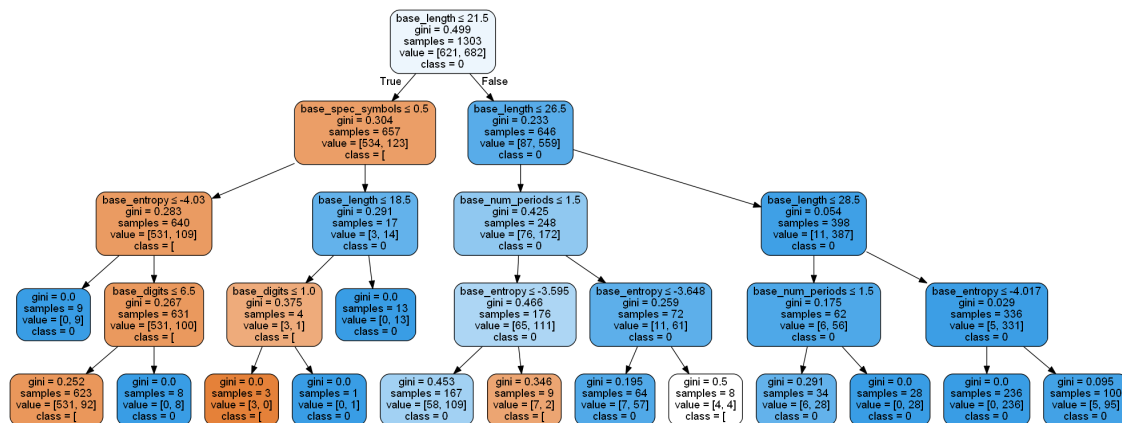 base_length ≤ 21.5
gini = 0.499
samples = 1303
value = [621, 682]
class = 0
True
False
base_spec_symbols ≤ 0.5
gini = 0.304
samples = 657
value = [534, 123]
class = [
base_length ≤ 26.5
gini = 0.233
samples = 646
value = [87, 559]
class = 0
base_entropy ≤ -4.03
gini = 0.283
samples = 640
value = [531, 109]
class = [
base_length ≤ 18.5
gini = 0.291
samples = 17
value = [3, 14]
class = 0
base_num_periods ≤ 1.5
gini = 0.425
samples = 248
value = [76, 172]
class = 0
base_length ≤ 28.5
gini = 0.054
samples = 398
value = [11, 387]
class = 0
gini = 0.0
samples = 9
value = [0, 9]
class = 0
base_digits ≤ 6.5
gini = 0.267
samples = 631
value = [531, 100]
class = [
base_digits ≤ 1.0
gini = 0.375
samples = 4
value = [3, 1]
class = [
gini = 0.0
samples = 13
value = [0, 13]
class = 0
base_entropy ≤ -3.595
gini = 0.466
samples = 176
value = [65, 111]
class = 0
base_entropy ≤ -3.648
gini = 0.259
samples = 72
value = [11, 61]
class = 0
base_num_periods ≤ 1.5
gini = 0.175
samples = 62
value = [6, 56]
class = 0
base_entropy ≤ -4.017
gini = 0.029
samples = 336
value = [5, 331]
class = 0
gini = 0.252
samples = 623
value = [531, 92]
class = [
gini = 0.0
samples = 8
value = [0, 8]
class = 0
gini = 0.0
samples = 3
value = [3, 0]
class = [
gini = 0.0
samples = 1
value = [0, 1]
class = 0
gini = 0.453
samples = 167
value = [58, 109]
class = 0
gini = 0.346
samples = 9
value = [7, 2]
class = [
gini = 0.195
samples = 64
value = [7, 57]
class = 0
gini = 0.5
samples = 8
value = [4, 4]
class = [
gini = 0.291
samples = 34
value = [6, 28]
class = 0
gini = 0.0
samples = 28
value = [0, 28]
class = 0
gini = 0.0
samples = 236
value = [0, 236]
class = 0
gini = 0.095
samples = 100
value = [5, 95]
class = 0